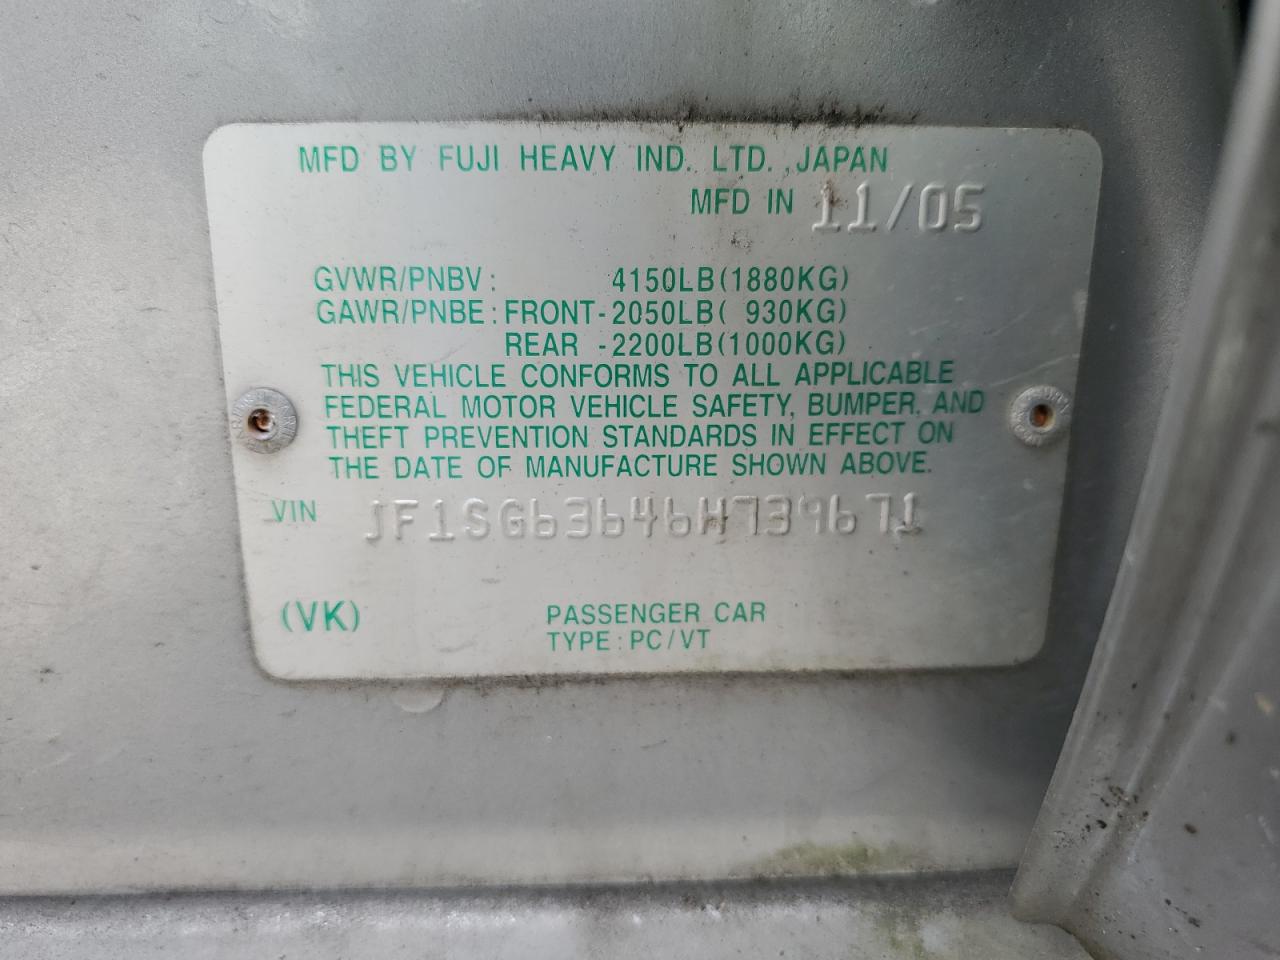 MFD BY FUJI HEAVY IND. LTD. ,JAPAN
MFD IN 11/05
GVWR/PNBV: 4150LB(1880KG)
GAWR/PNBE: FRONT-2050LB( 930KG)
REAR -2200LB(1000KG)
THIS VEHICLE CONFORMS TO ALL APPLICABLE
FEDERAL MOTOR VEHICLE SAFETY, BUMPER, AND
THEFT PREVENTION STANDARDS IN EFFECT ON
THE DATE OF MANUFACTURE SHOWN ABOVE.
VIN JF1SG63646H739671
(VK)
PASSENGER CAR
TYPE: PC/VT